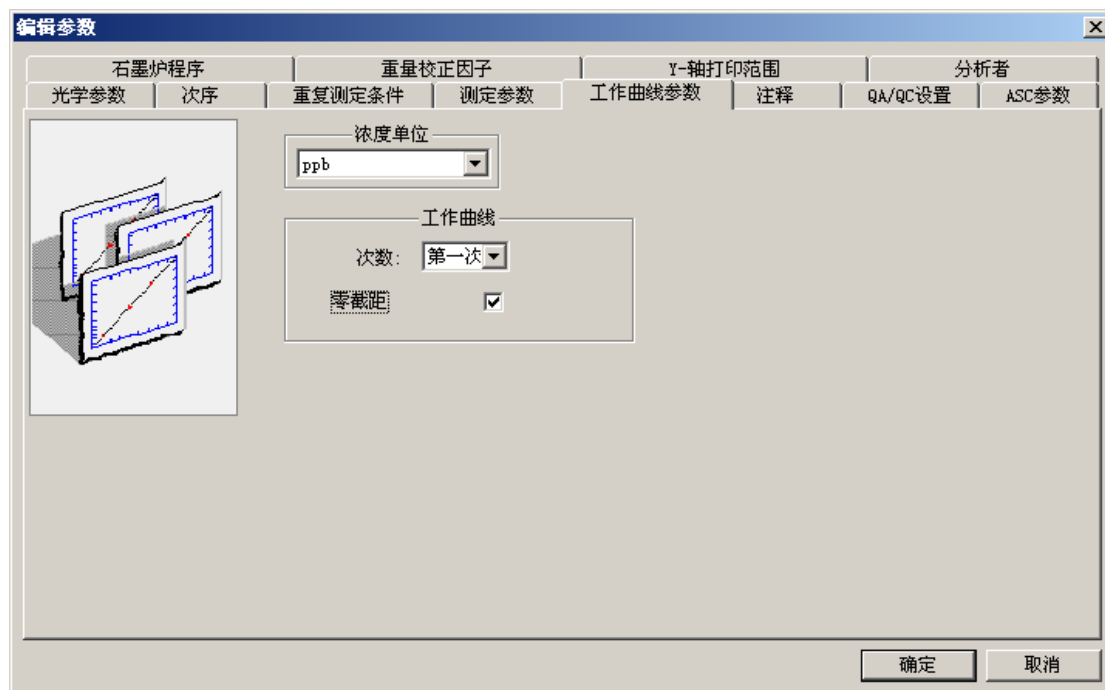 编辑参数
石墨炉程序 重量校正因子 Y-轴打印范围 分析者
光学参数 次序 重复测定条件 测定参数 工作曲线参数 注释 QA/QC设置 ASC参数
浓度单位
ppb
工作曲线
次数: 第一次
零截距
确定 取消